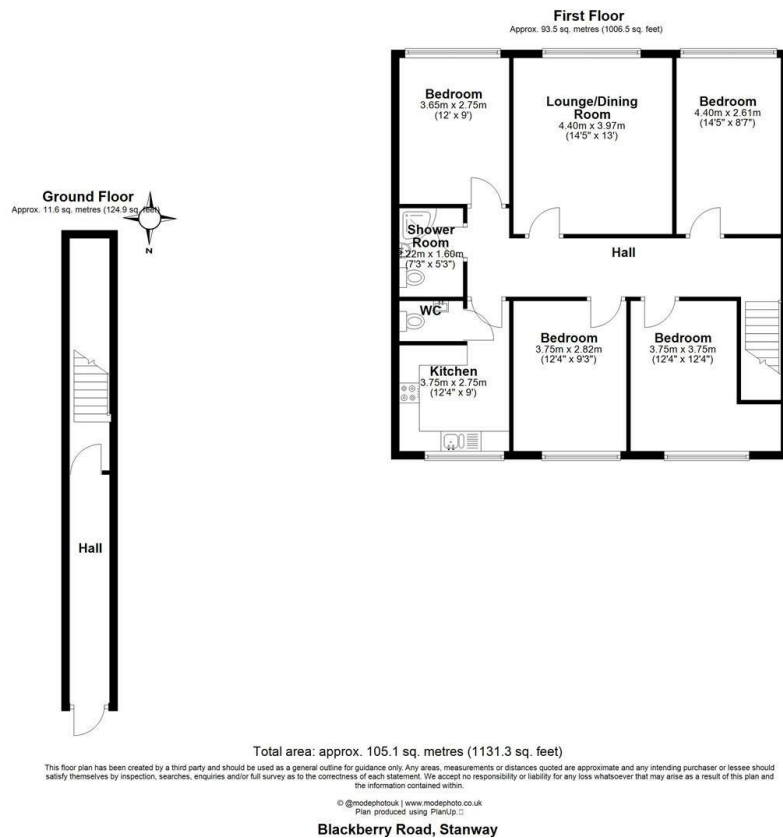 First Floor
Approx. 93.5 sq. metres (1006.5 sq. feet)
Bedroom
3.65m x 2.75m
(12' x 9')
Lounge/Dining
Room
4.40m x 3.97m
(14'5" x 13')
Bedroom
4.40m x 2.61m
(14'5" x 8'7")
Ground Floor
Approx. 11.6 sq. metres (124.9 sq. feet)
N
Shower
Room
2.22m x 1.60m
(7'3" x 5'3")
Hall
WC
Kitchen
3.75m x 2.75m
(12'4" x 9')
Bedroom
3.75m x 2.82m
(12'4" x 9'3")
Bedroom
3.75m x 3.75m
(12'4" x 12'4")
Hall
Total area: approx. 105.1 sq. metres (1131.3 sq. feet)
This floor plan has been created by a third party and should be used as a general outline for guidance only. Any areas, measurements or distances quoted are approximate and any intending purchaser or lessee should
satisfy themselves by inspection, searches, enquiries and/or full survey as to the correctness of each statement. We accept no responsibility or liability for any loss whatsoever that may arise as a result of this plan and
the information contained within.
© @modephotouk | www.modephoto.co.uk
Plan produced using PlanUp.
Blackberry Road, Stanway